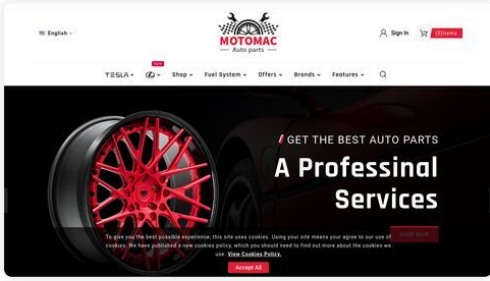 English
MOTOMAC
Auto parts
Sign In
(0)items
NEW
TESLA
Shop
Fuel System
Offers
Brands
Features
/ GET THE BEST AUTO PARTS
A Professinal
Services
SHOP NOW
To give you the best possible experience, this site uses cookies. Using your site means your agree to our use of
cookies. We have published a new cookies policy, which you should need to find out more about the cookies we
use. View Cookies Policy.
Accept All